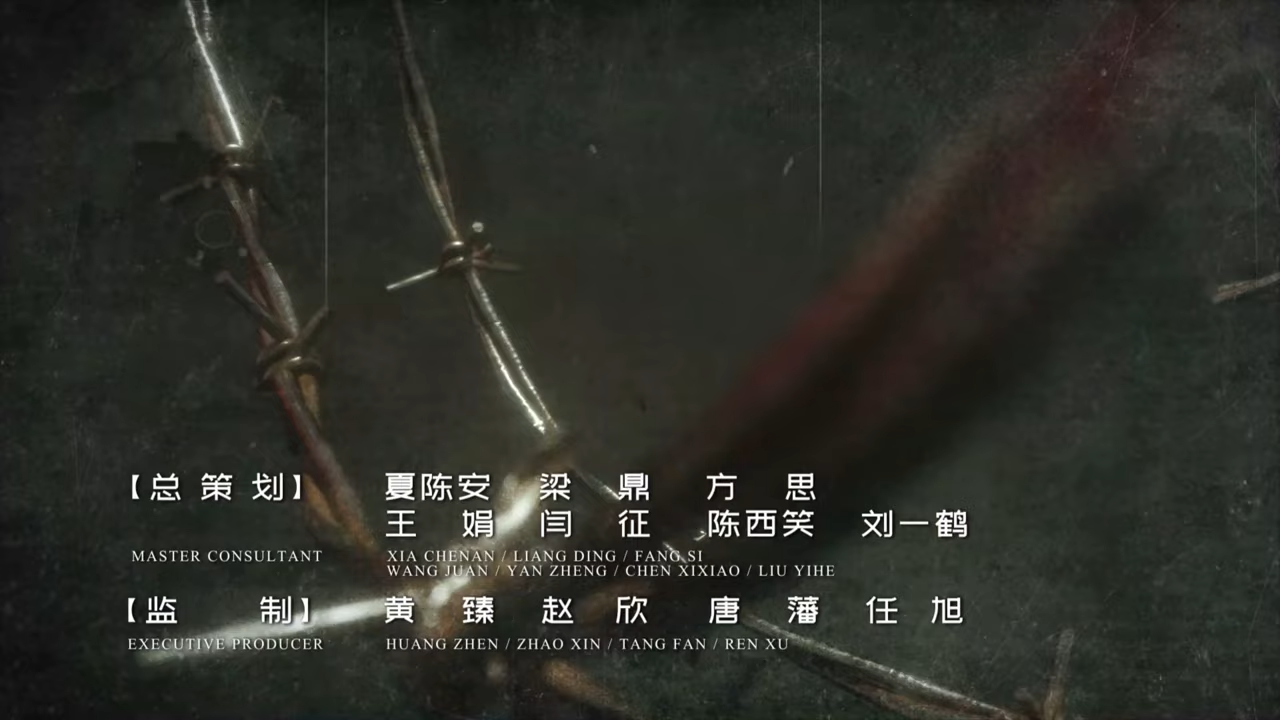 【总策划】 夏陈安 梁鼎 方思
王娟 闫征 陈西笑 刘一鹤
MASTER CONSULTANT XIA CHENAN / LIANG DING / FANG SI
WANG JUAN / YAN ZHENG / CHEN XIXIAO / LIU YIHE
【监制】 黄臻 赵欣 唐藩 任旭
EXECUTIVE PRODUCER HUANG ZHEN / ZHAO XIN / TANG FAN / REN XU